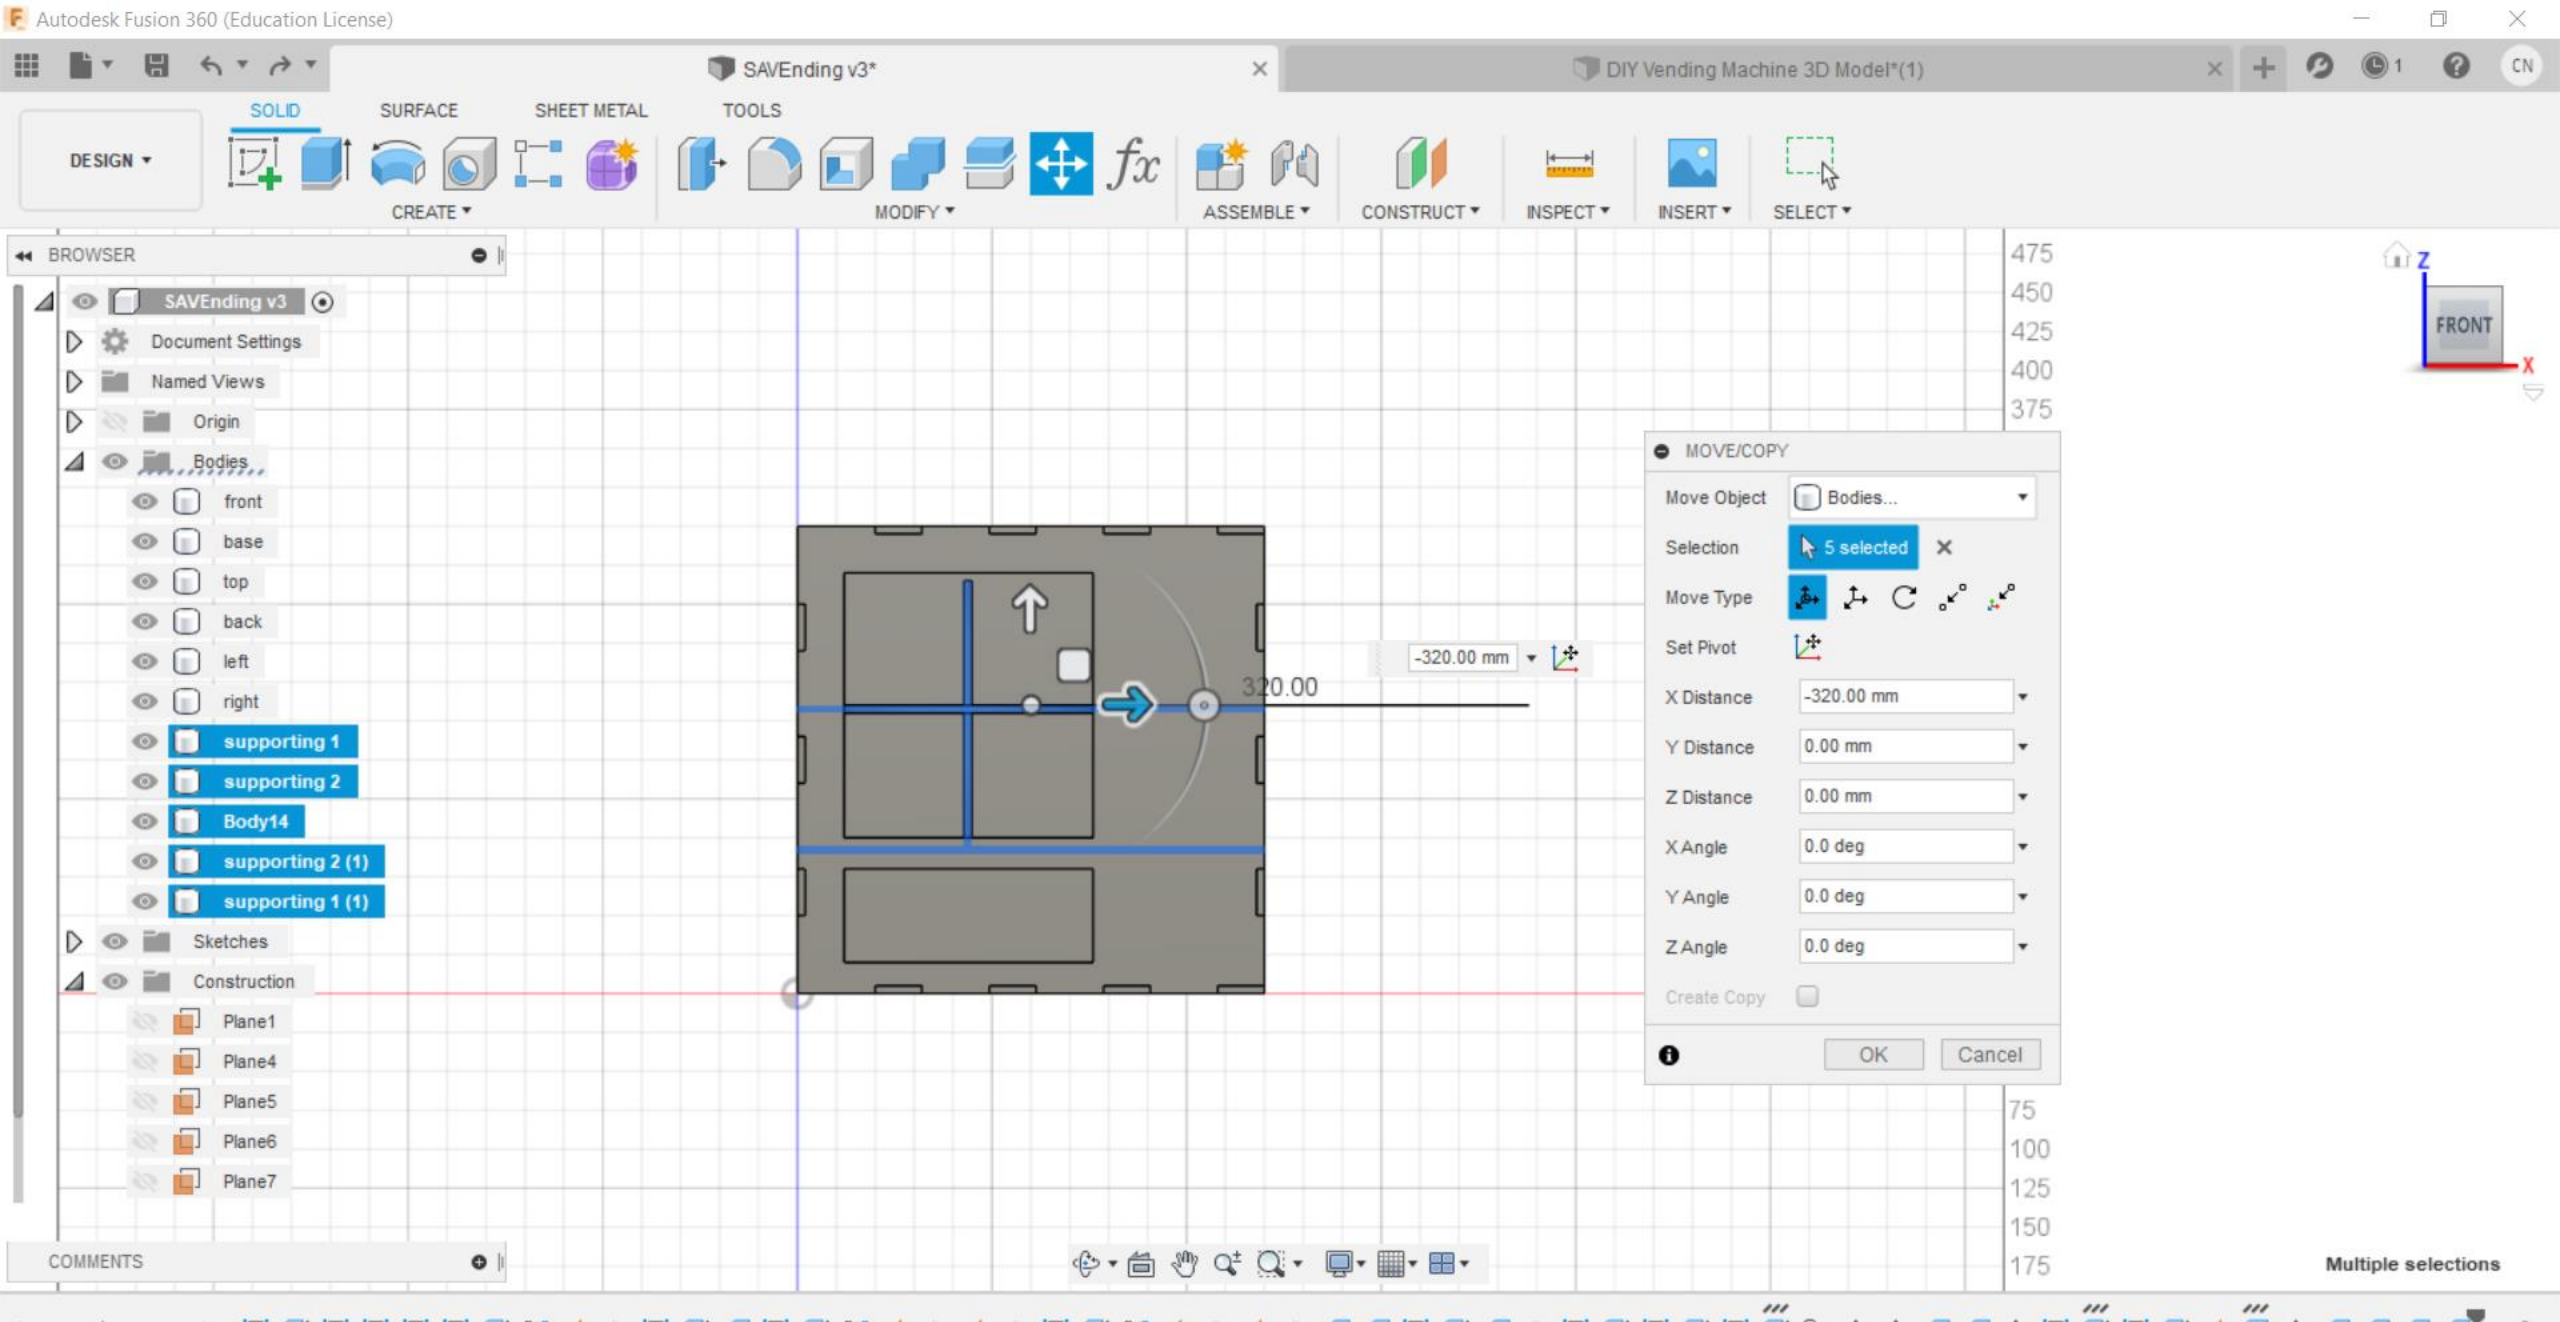 Autodesk Fusion 360 (Education License)
SAVEnding v3*
DIY Vending Machine 3D Model*(1)
1
CN
DESIGN
SOLID
SURFACE
SHEET METAL
TOOLS
fx
CREATE
MODIFY
ASSEMBLE
CONSTRUCT
INSPECT
INSERT
SELECT
BROWSER
SAVEnding v3
Document Settings
Named Views
Origin
Bodies
front
base
top
back
left
right
supporting 1
supporting 2
Body14
supporting 2 (1)
supporting 1 (1)
Sketches
Construction
Plane1
Plane4
Plane5
Plane6
Plane7
COMMENTS
475
450
425
400
375
75
100
125
150
175
-320.00 mm
320.00
Z
FRONT
X
MOVE/COPY
Move Object Bodies...
Selection 5 selected
Move Type
Set Pivot
X Distance -320.00 mm
Y Distance 0.00 mm
Z Distance 0.00 mm
X Angle 0.0 deg
Y Angle 0.0 deg
Z Angle 0.0 deg
Create Copy
OK Cancel
Multiple selections